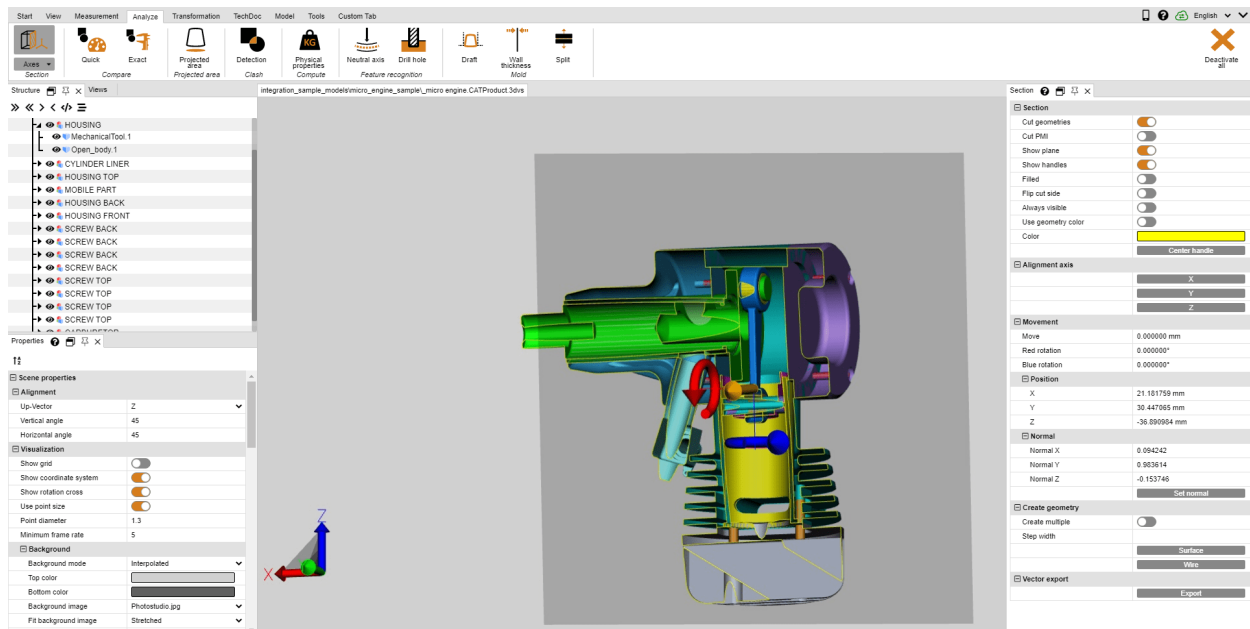 Start View Measurement Analyze Transformation TechDoc Model Tools Custom Tab
English
Axes
Section
Quick
Exact
Compare
Projected area
Projected area
Detection
Clash
KG
Physical properties
Compute
Neutral axis
Drill hole
Feature recognition
Draft
Wall thickness
Split
Mold
Deactivate all
Structure
Views
HOUSING
MechanicalTool.1
Open_body.1
CYLINDER LINER
HOUSING TOP
MOBILE PART
HOUSING BACK
HOUSING FRONT
SCREW BACK
SCREW BACK
SCREW BACK
SCREW BACK
SCREW TOP
SCREW TOP
SCREW TOP
SCREW TOP
Properties
Scene properties
Alignment
Up-Vector Z
Vertical angle 45
Horizontal angle 45
Visualization
Show grid
Show coordinate system
Show rotation cross
Use point size
Point diameter 1.3
Minimum frame rate 5
Background
Background mode Interpolated
Top color
Bottom color
Background image Photostudio.jpg
Fit background image Stretched
integration_sample_models\micro_engine_sample\_micro engine.CATProduct.3dvs
Z
X
Section
Section
Cut geometries
Cut PMI
Show plane
Show handles
Filled
Flip cut side
Always visible
Use geometry color
Color
Center handle
Alignment axis
X
Y
Z
Movement
Move 0.000000 mm
Red rotation 0.000000°
Blue rotation 0.000000°
Position
X 21.181759 mm
Y 30.447065 mm
Z -36.890984 mm
Normal
Normal X 0.094242
Normal Y 0.983614
Normal Z -0.153746
Set normal
Create geometry
Create multiple
Step width
Surface
Wire
Vector export
Export